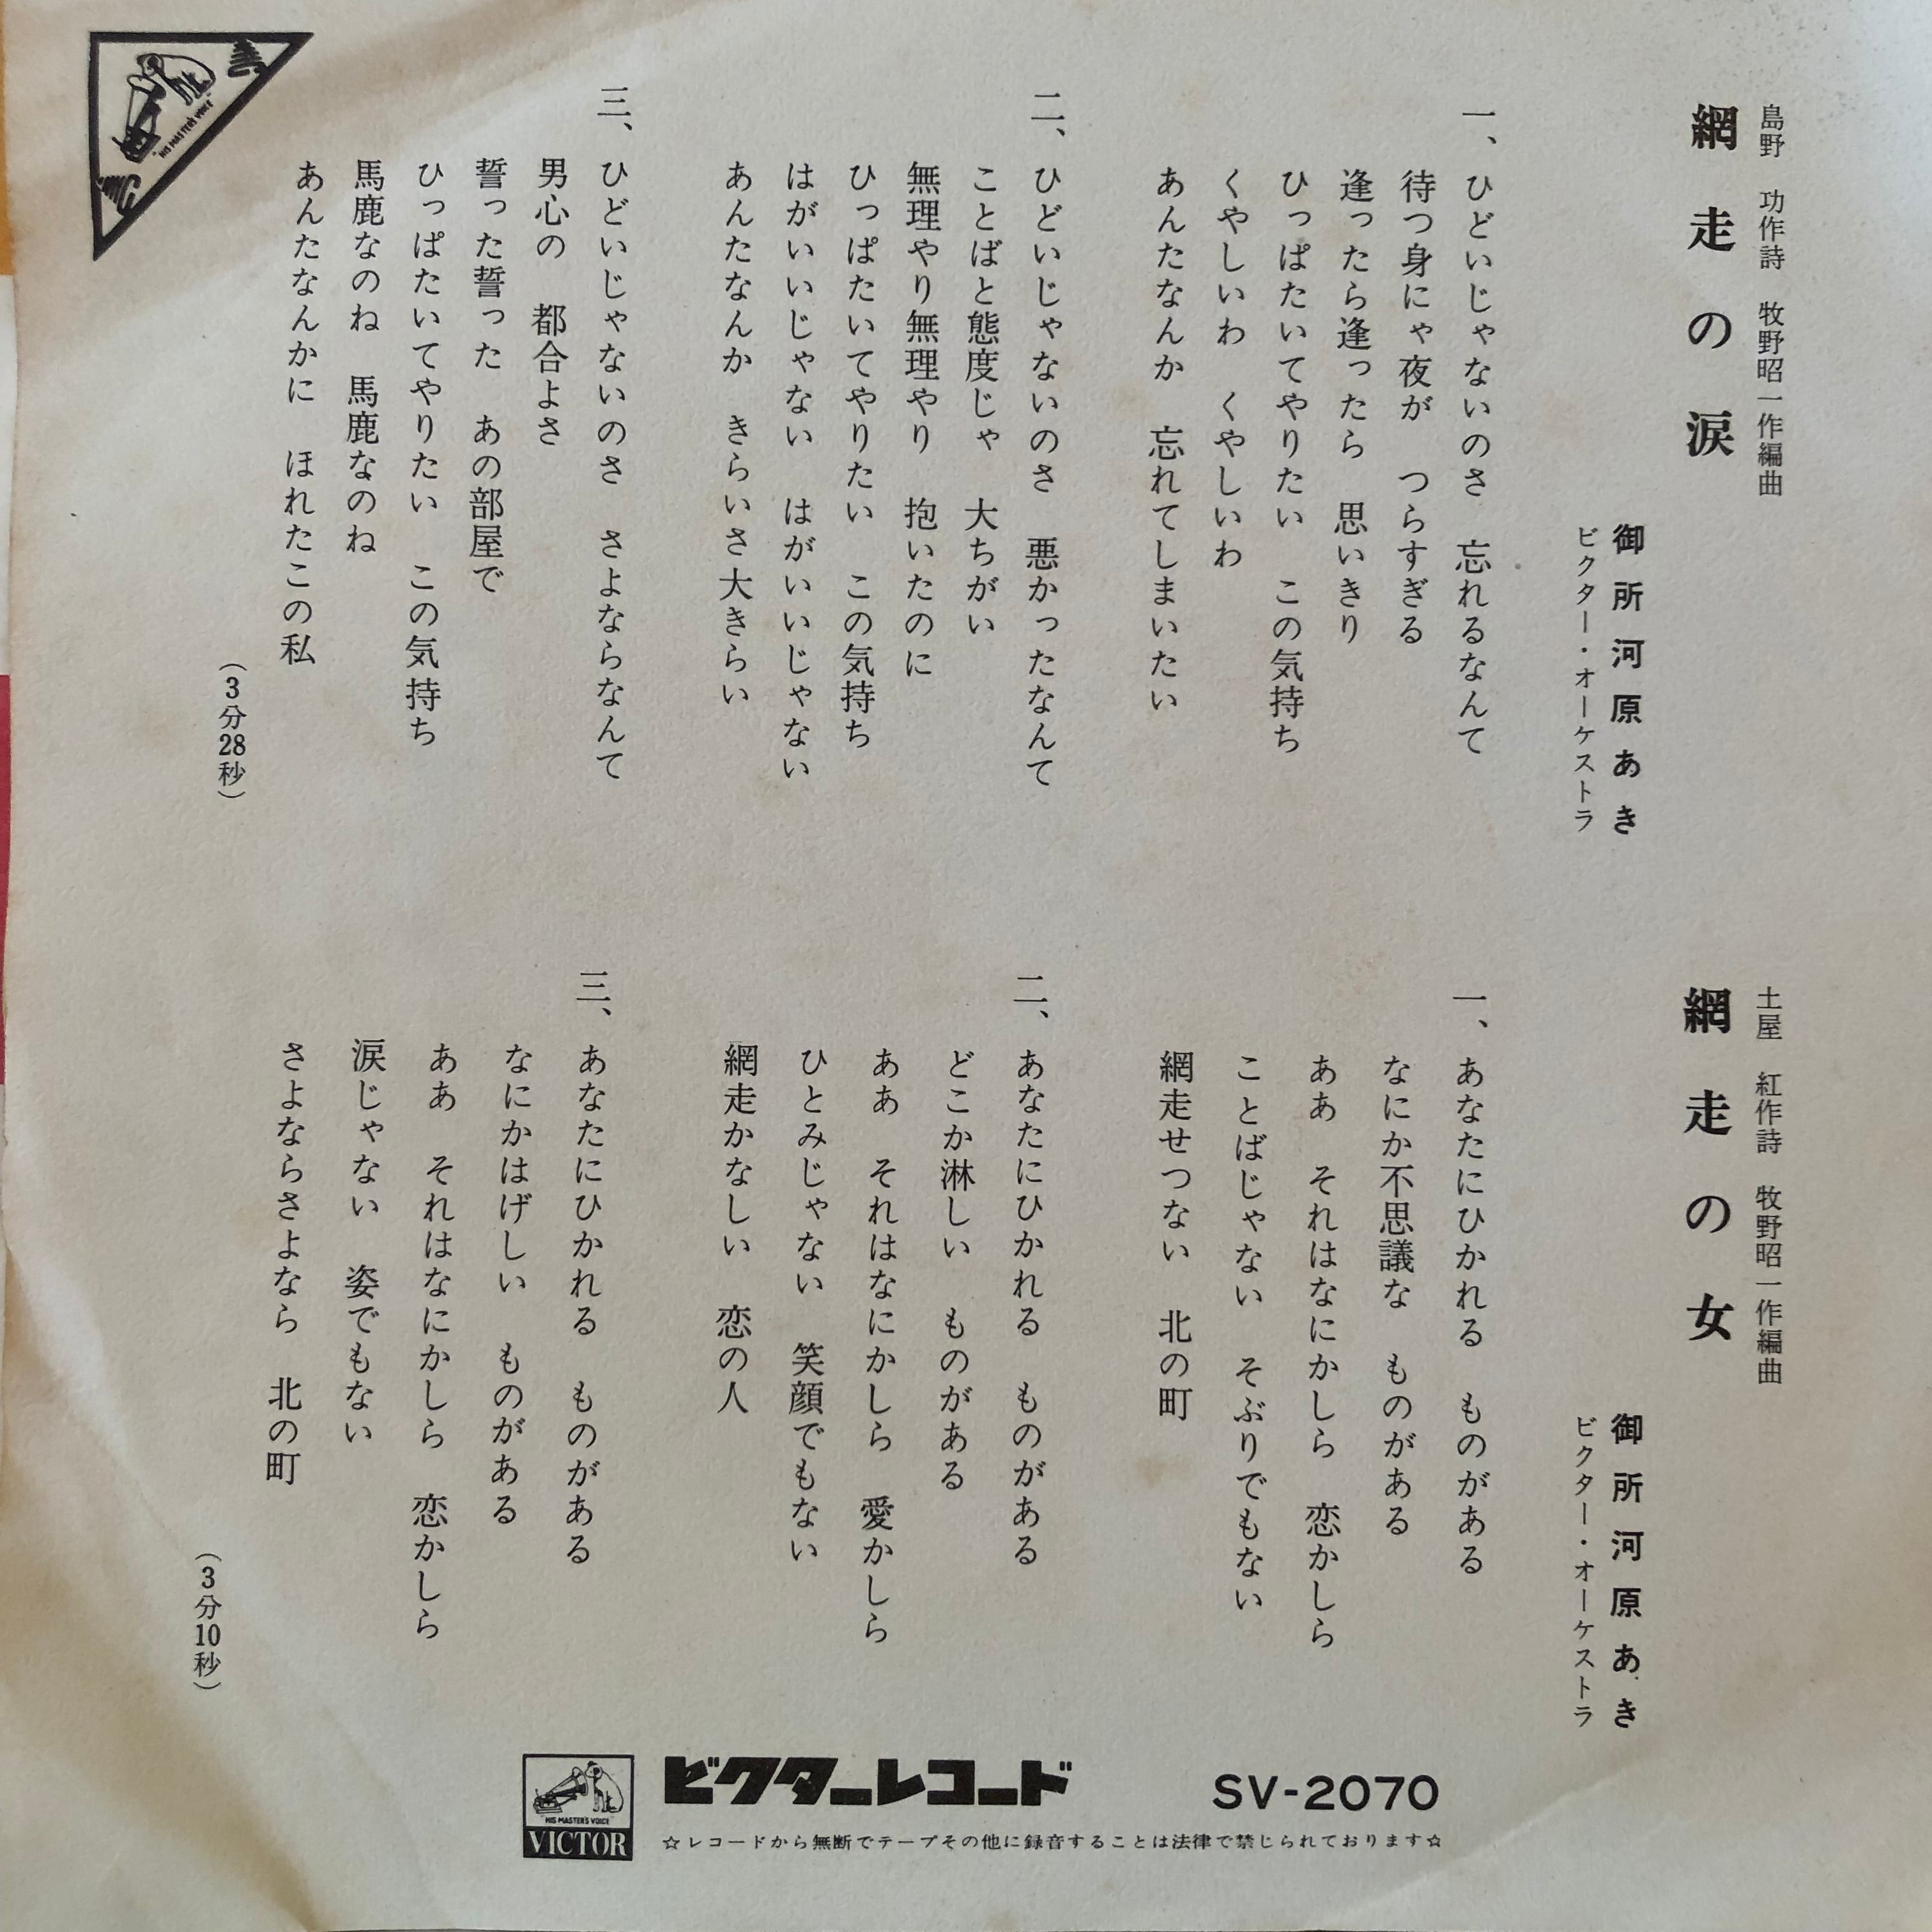 島野 功作詩 牧野昭一作編曲
網走の涙
御所河原あき
ビクター・オーケストラ
一、ひどいじゃないのさ 忘れるなんて
待つ身にゃ夜が つらすぎる
逢ったら逢ったら 思いきり
ひっぱたいてやりたい この気持ち
くやしいわ くやしいわ
あんたなんか 忘れてしまいたい
二、ひどいじゃないのさ 悪かったなんて
ことばと態度じゃ 大ちがい
無理やり無理やり 抱いたのに
ひっぱたいてやりたい この気持ち
はがいいじゃない はがいいじゃない
あんたなんか きらいさ大きらい
三、ひどいじゃないのさ さよならなんて
男心の 都合よさ
誓った誓った あの部屋で
ひっぱたいてやりたい この気持ち
馬鹿なのね 馬鹿なのね
あんたなんかに ほれたこの私
(3分28秒)
HIS MASTER'S VOICE
土屋 紅作詩 牧野昭一作編曲
網走の女
御所河原あき
ビクター・オーケストラ
一、あなたにひかれる ものがある
なにか不思議な ものがある
ああ それはなにかしら 恋かしら
ことばじゃない そぶりでもない
網走せつない 北の町
二、あなたにひかれる ものがある
どこか淋しい ものがある
ああ それはなにかしら 愛かしら
ひとみじゃない 笑顔でもない
網走かなしい 恋の人
三、あなたにひかれる ものがある
なにかはげしい ものがある
ああ それはなにかしら 恋かしら
涙じゃない 姿でもない
さよならさよなら 北の町
(3分10秒)
HIS MASTER'S VOICE
VICTOR
ビクターレコード SV-2070
☆レコードから無断でテープその他に録音することは法律で禁じられております☆